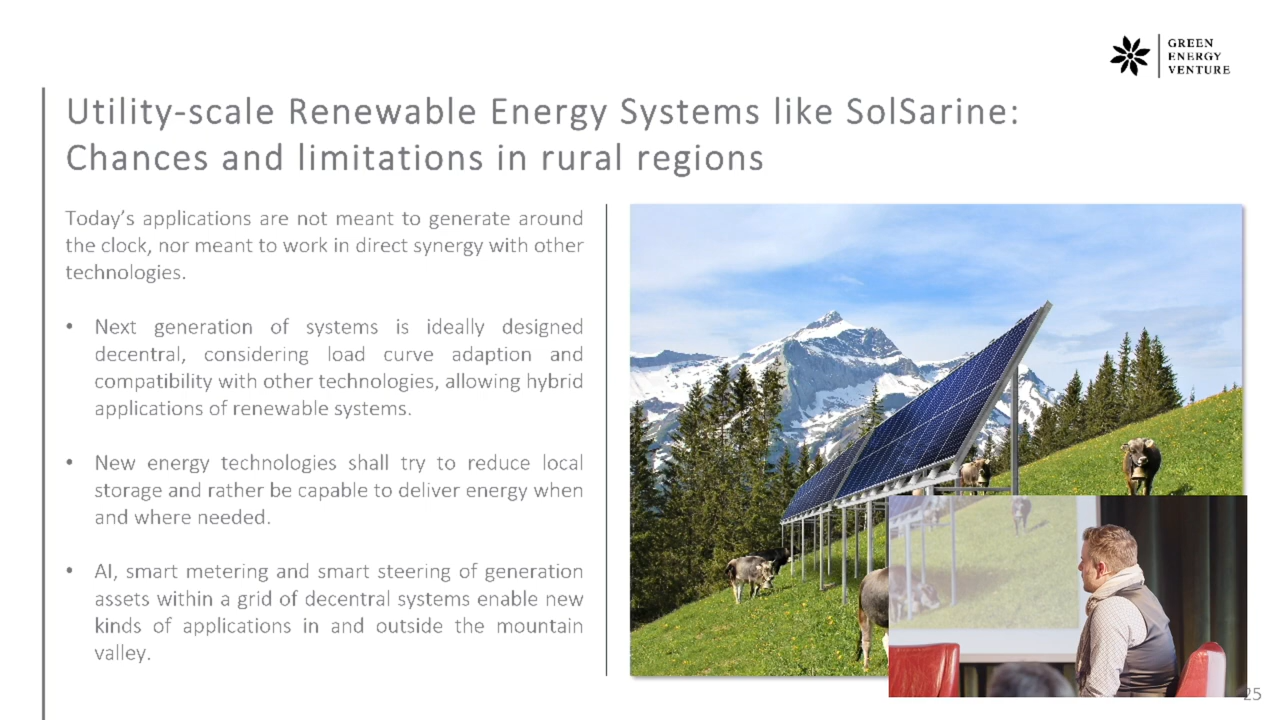 GREEN
ENERGY
VENTURE
Utility-scale Renewable Energy Systems like SolSarine:
Chances and limitations in rural regions
Today's applications are not meant to generate around
the clock, nor meant to work in direct synergy with other
technologies.
• Next generation of systems is ideally designed
decentral, considering load curve adaption and
compatibility with other technologies, allowing hybrid
applications of renewable systems.
• New energy technologies shall try to reduce local
storage and rather be capable to deliver energy when
and where needed.
• AI, smart metering and smart steering of generation
assets within a grid of decentral systems enable new
kinds of applications in and outside the mountain
valley.
25